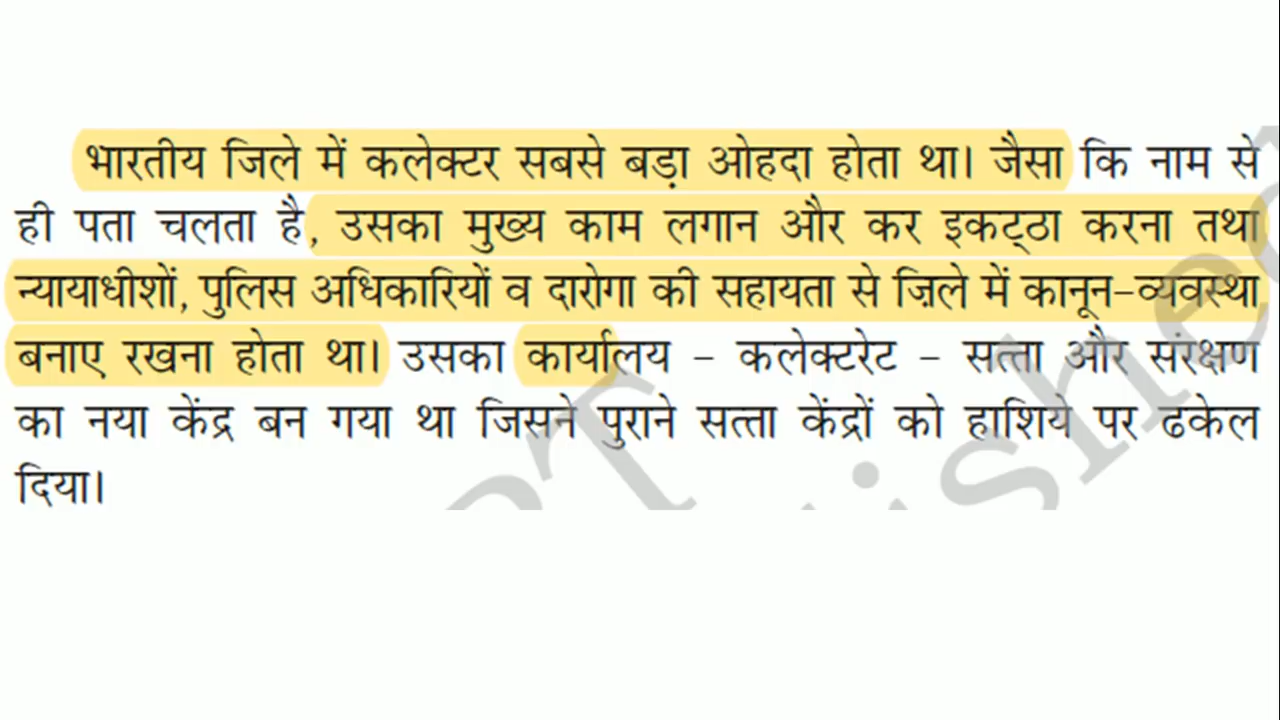 भारतीय जिले में कलेक्टर सबसे बड़ा ओहदा होता था। जैसा कि नाम से
ही पता चलता है, उसका मुख्य काम लगान और कर इकट्ठा करना तथा
न्यायाधीशों, पुलिस अधिकारियों व दारोगा की सहायता से ज़िले में कानून-व्यवस्था
बनाए रखना होता था। उसका कार्यालय – कलेक्टरेट – सत्ता और संरक्षण
का नया केंद्र बन गया था जिसने पुराने सत्ता केंद्रों को हाशिये पर ढकेल
दिया।